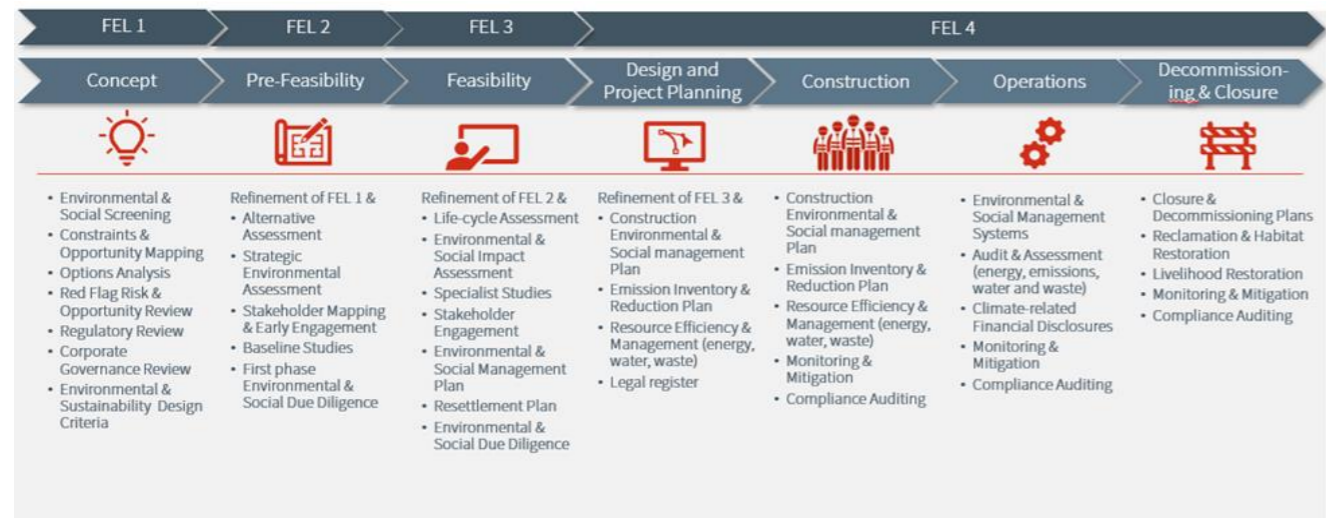 FEL 1
FEL 2
FEL 3
FEL 4
Concept
Pre-Feasibility
Feasibility
Design and
Project Planning
Construction
Operations
Decommission-
ing & Closure
• Environmental &
Social Screening
• Constraints &
Opportunity Mapping
• Options Analysis
• Red Flag Risk &
Opportunity Review
• Regulatory Review
• Corporate
Governance Review
• Environmental &
Sustainability Design
Criteria
Refinement of FEL 1 &
• Alternative
Assessment
• Strategic
Environmental
Assessment
• Stakeholder Mapping
& Early Engagement
• Baseline Studies
• First phase
Environmental &
Social Due Diligence
Refinement of FEL 2 &
• Life-cycle Assessment
• Environmental &
Social Impact
Assessment
• Specialist Studies
• Stakeholder
Engagement
• Environmental &
Social Management
Plan
• Resettlement Plan
• Environmental &
Social Due Diligence
Refinement of FEL 3 &
• Construction
Environmental &
Social management
Plan
• Emission Inventory &
Reduction Plan
• Resource Efficiency &
Management (energy,
water, waste)
• Legal register
• Construction
Environmental &
Social management
Plan
• Emission Inventory &
Reduction Plan
• Resource Efficiency &
Management (energy,
water, waste)
• Monitoring &
Mitigation
• Compliance Auditing
• Environmental &
Social Management
Systems
• Audit & Assessment
(energy, emissions,
water and waste)
• Climate-related
Financial Disclosures
• Monitoring &
Mitigation
• Compliance Auditing
• Closure &
Decommissioning Plans
• Reclamation & Habitat
Restoration
• Livelihood Restoration
• Monitoring & Mitigation
• Compliance Auditing